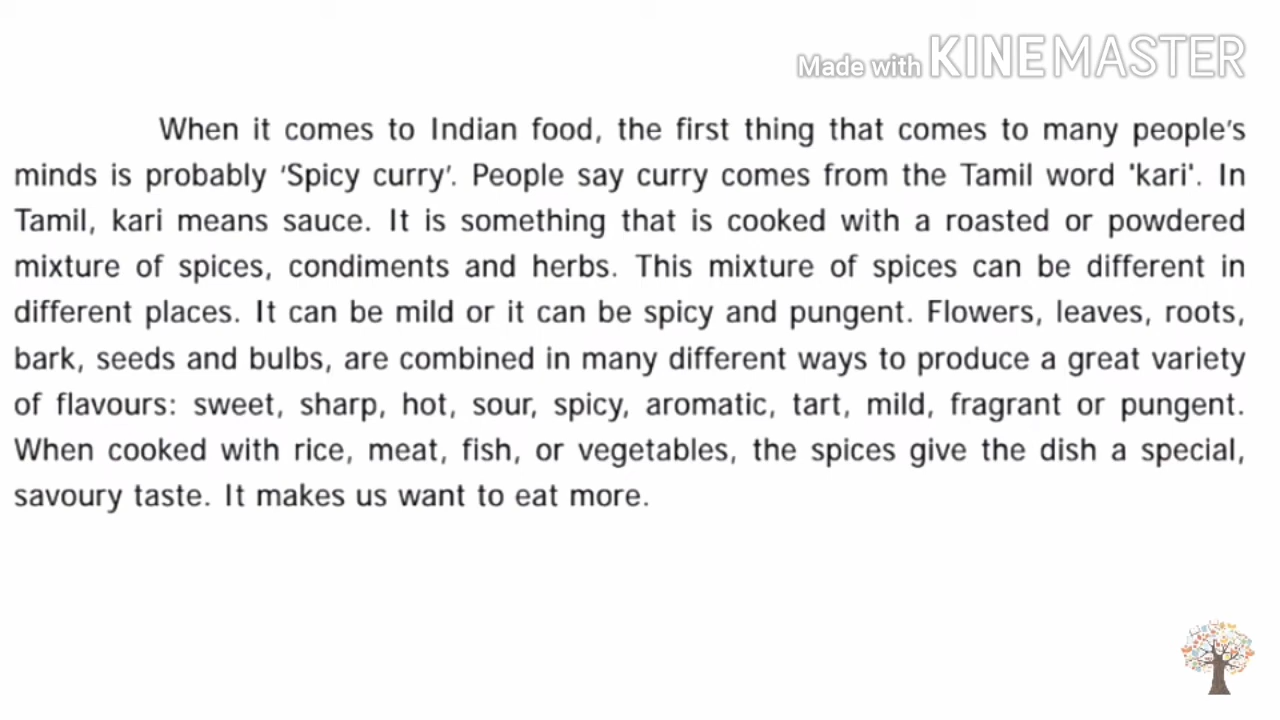 Made with KINEMASTER
When it comes to Indian food, the first thing that comes to many people's
minds is probably ‘Spicy curry’. People say curry comes from the Tamil word 'kari'. In
Tamil, kari means sauce. It is something that is cooked with a roasted or powdered
mixture of spices, condiments and herbs. This mixture of spices can be different in
different places. It can be mild or it can be spicy and pungent. Flowers, leaves, roots,
bark, seeds and bulbs, are combined in many different ways to produce a great variety
of flavours: sweet, sharp, hot, sour, spicy, aromatic, tart, mild, fragrant or pungent.
When cooked with rice, meat, fish, or vegetables, the spices give the dish a special,
savoury taste. It makes us want to eat more.